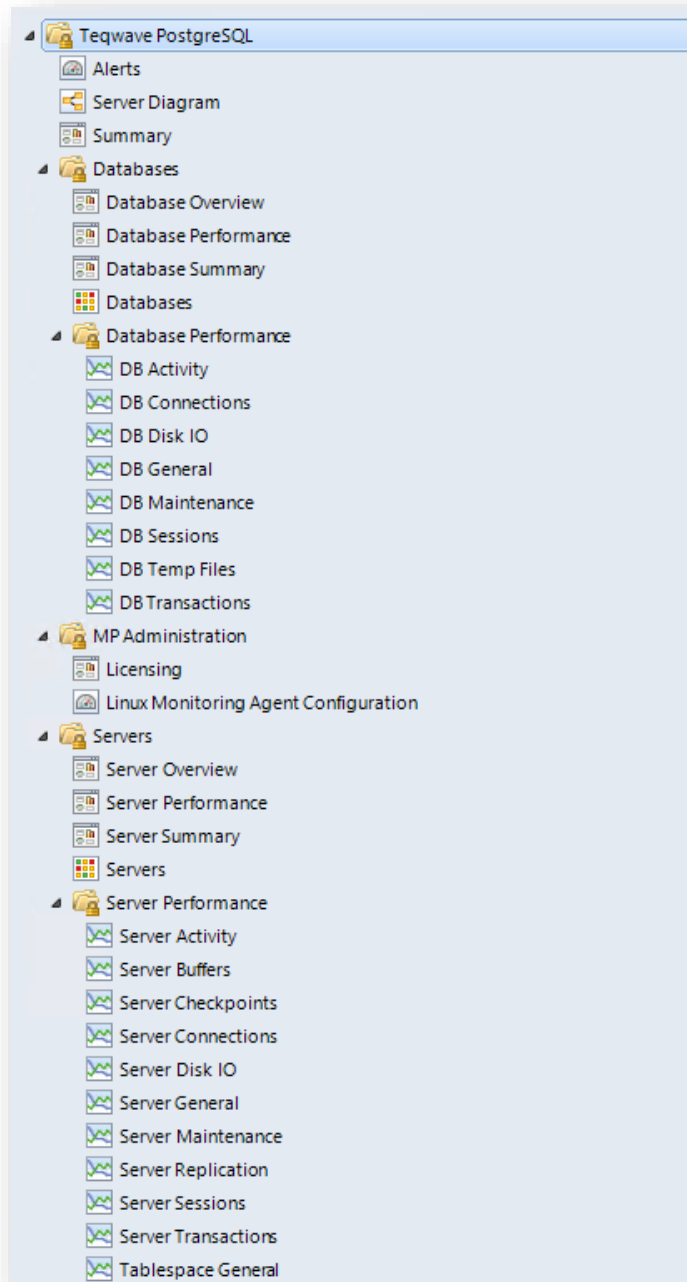 Teqwave PostgreSQL
Alerts
Server Diagram
Summary
Databases
Database Overview
Database Performance
Database Summary
Databases
Database Performance
DB Activity
DB Connections
DB Disk IO
DB General
DB Maintenance
DB Sessions
DB Temp Files
DB Transactions
MP Administration
Licensing
Linux Monitoring Agent Configuration
Servers
Server Overview
Server Performance
Server Summary
Servers
Server Performance
Server Activity
Server Buffers
Server Checkpoints
Server Connections
Server Disk IO
Server General
Server Maintenance
Server Replication
Server Sessions
Server Transactions
Tablespace General